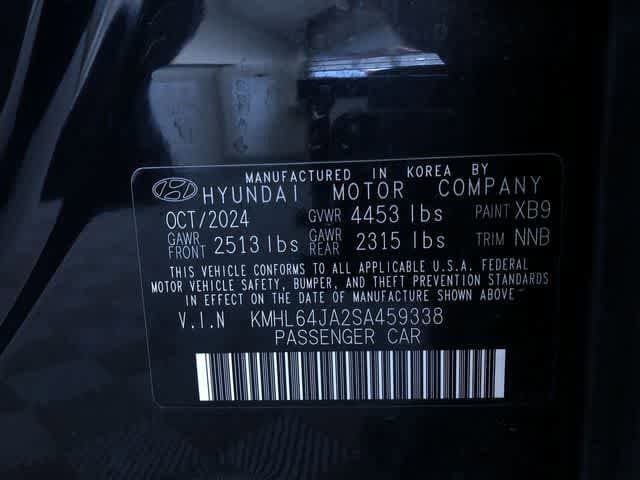 MANUFACTURED IN KOREA BY
HYUNDAI MOTOR COMPANY
OCT/2024 GVWR 4453 lbs PAINT XB9
GAWR FRONT 2513 lbs GAWR REAR 2315 lbs TRIM NNB
THIS VEHICLE CONFORMS TO ALL APPLICABLE U.S.A. FEDERAL
MOTOR VEHICLE SAFETY, BUMPER, AND THEFT PREVENTION STANDARDS
IN EFFECT ON THE DATE OF MANUFACTURE SHOWN ABOVE
V.I.N KMHL64JA2SA459338
PASSENGER CAR